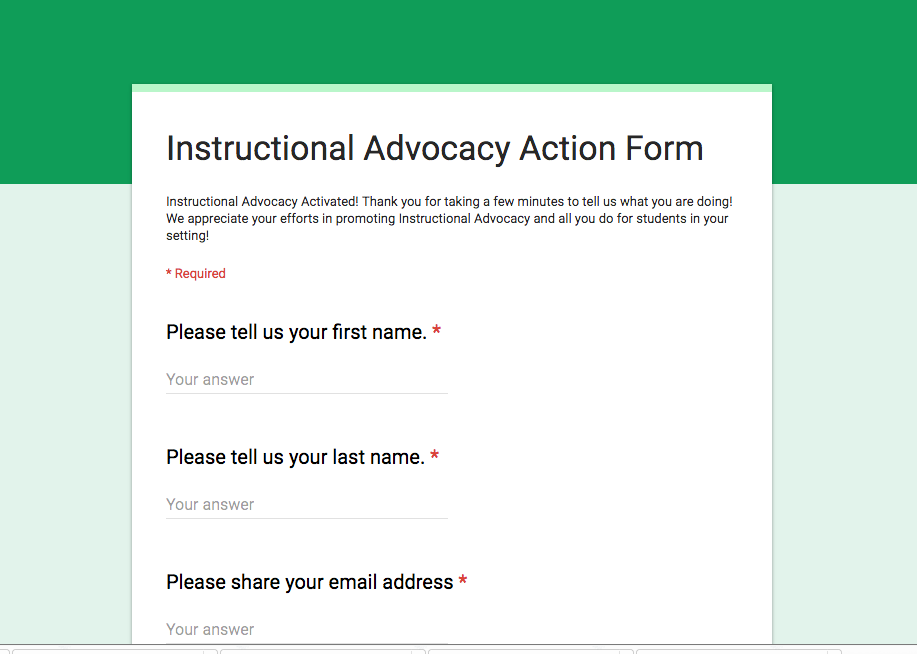 Instructional Advocacy Action Form
Instructional Advocacy Activated! Thank you for taking a few minutes to tell us what you are doing!
We appreciate your efforts in promoting Instructional Advocacy and all you do for students in your
setting!
* Required
Please tell us your first name. *
Your answer
Please tell us your last name. *
Your answer
Please share your email address *
Your answer